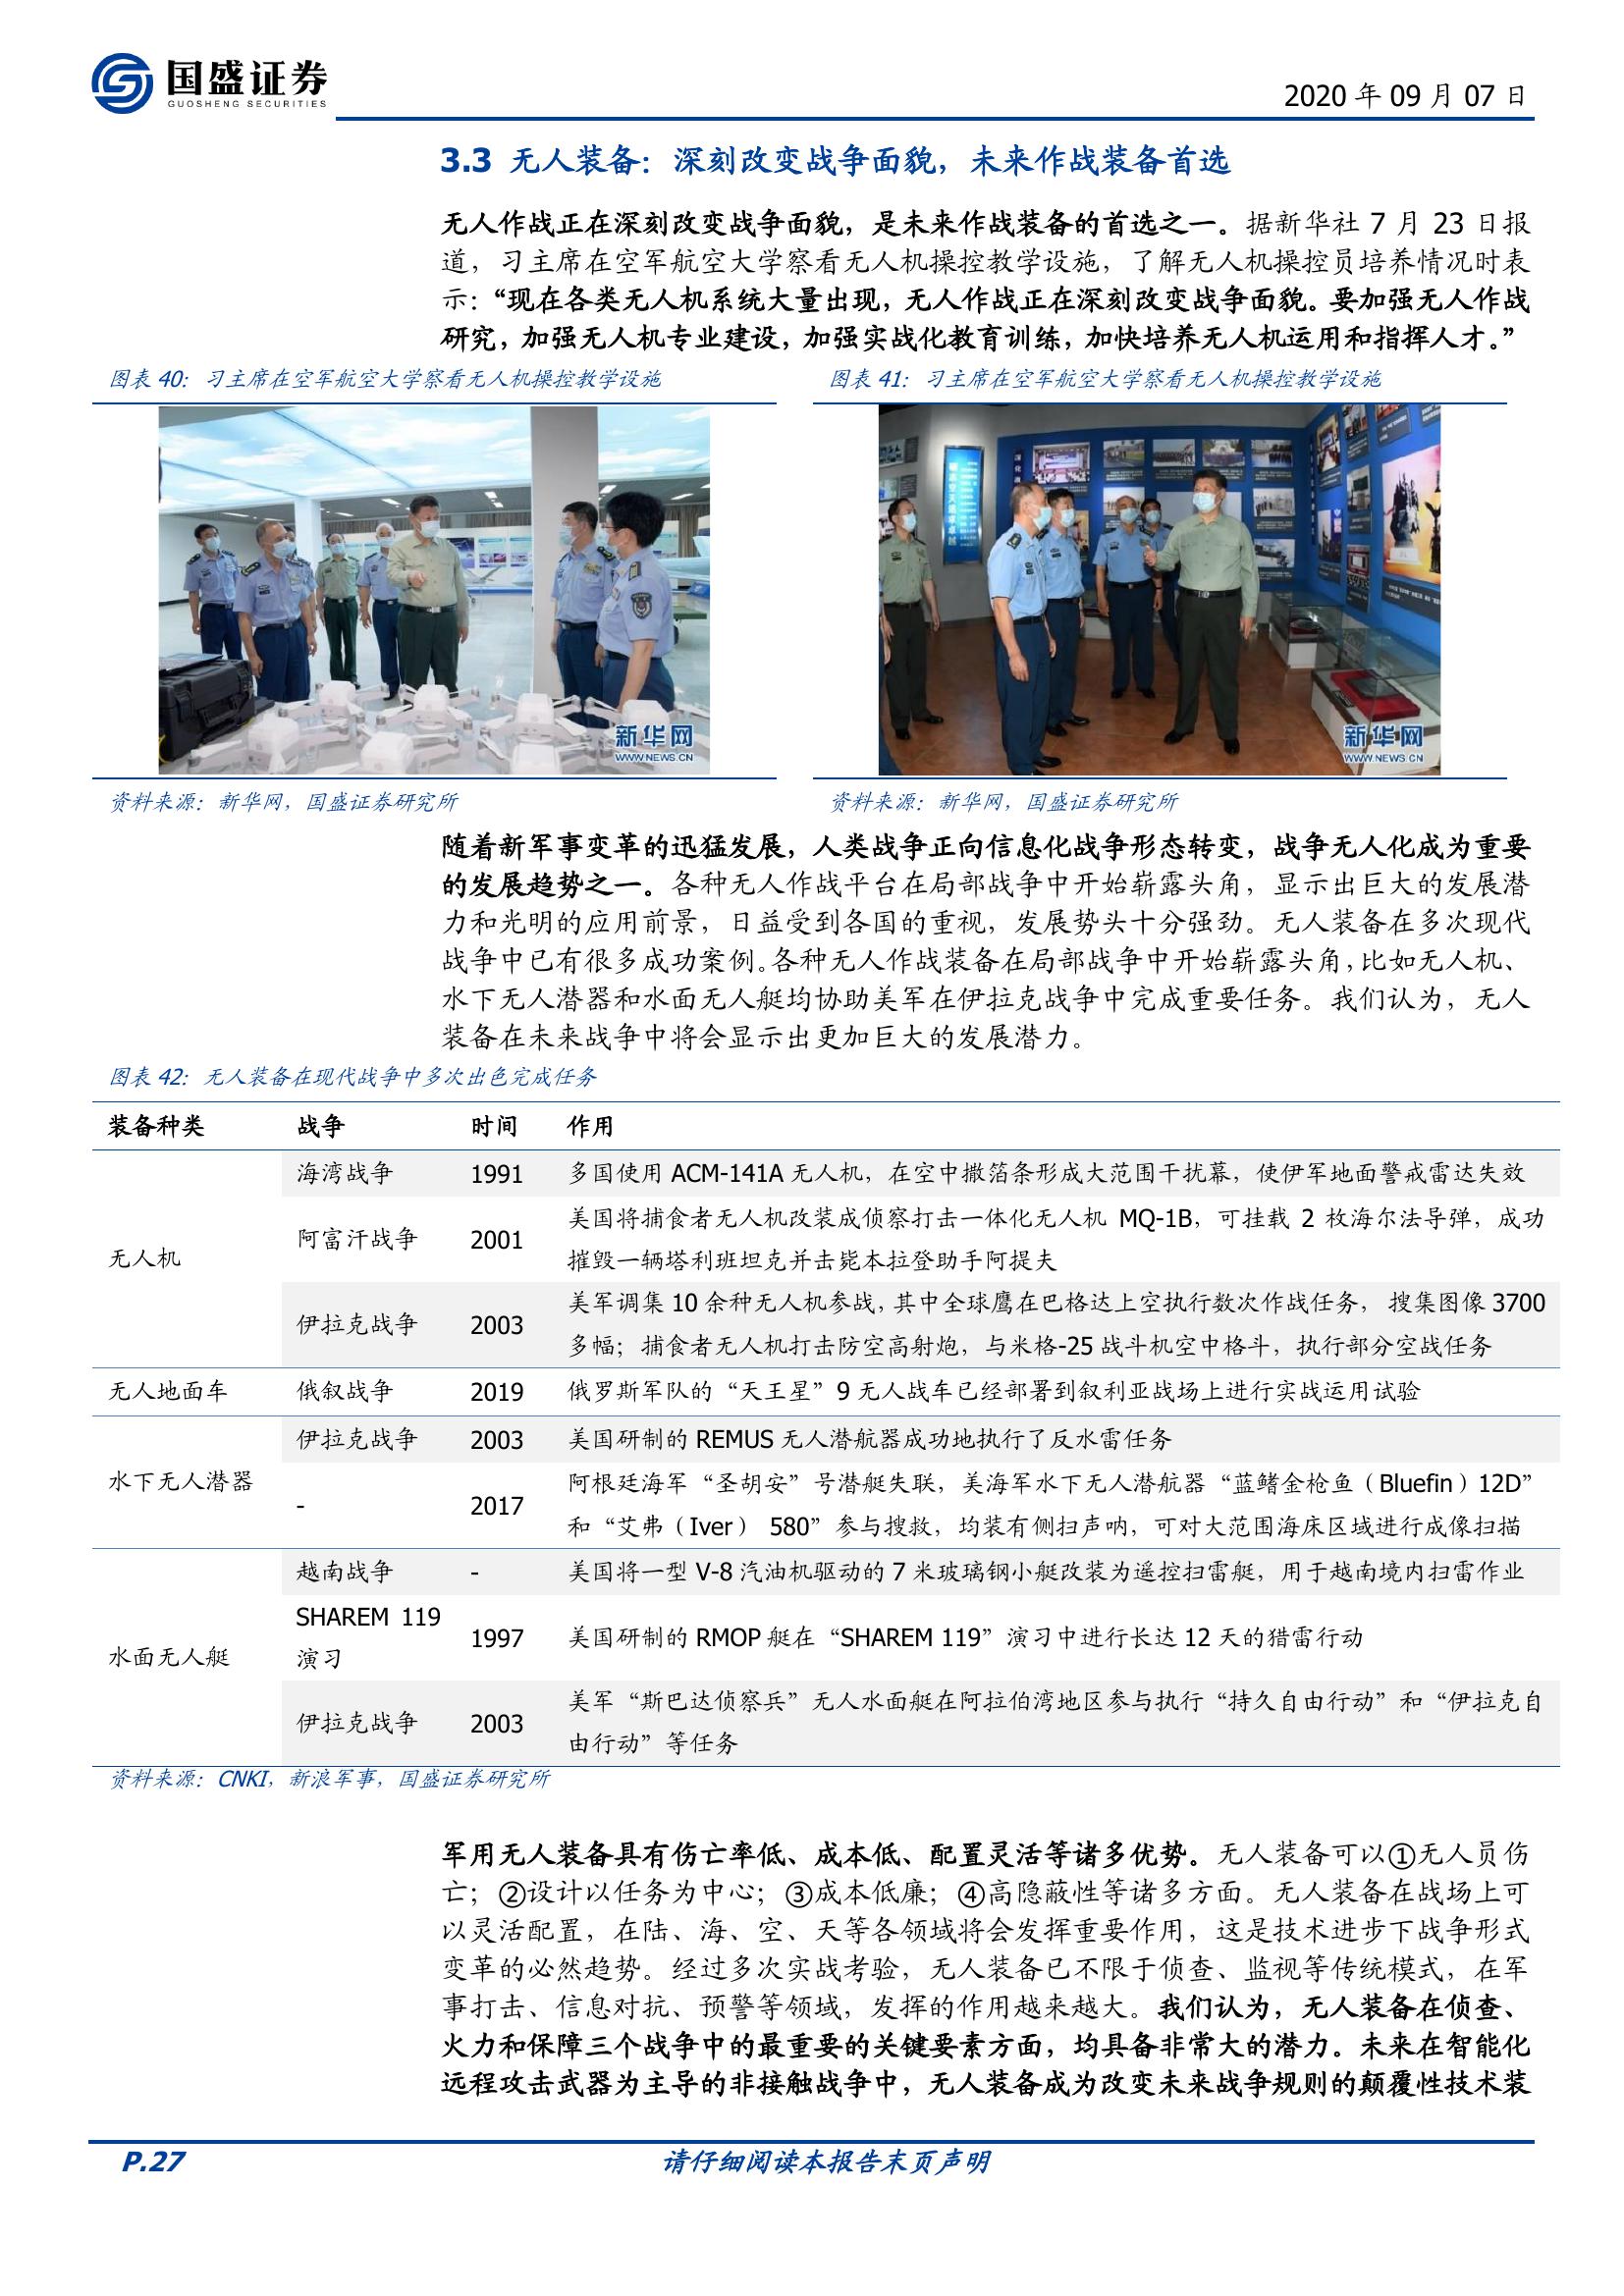 国盛证券
GUOSHENG SECURITIES
2020 年 09 月 07 日
3.3 无人装备：深刻改变战争面貌，未来作战装备首选
无人作战正在深刻改变战争面貌，是未来作战装备的首选之一。据新华社 7 月 23 日报
道，习主席在空军航空大学察看无人机操控教学设施，了解无人机操控员培养情况时表
示：“现在各类无人机系统大量出现，无人作战正在深刻改变战争面貌。要加强无人作战
研究，加强无人机专业建设，加强实战化教育训练，加快培养无人机运用和指挥人才。”
图表 40：习主席在空军航空大学察看无人机操控教学设施
图表 41：习主席在空军航空大学察看无人机操控教学设施
新华网
WWW.NEWS.CN
新华网
WWW.NEWS.CN
资料来源：新华网，国盛证券研究所
资料来源：新华网，国盛证券研究所
随着新军事变革的迅猛发展，人类战争正向信息化战争形态转变，战争无人化成为重要
的发展趋势之一。各种无人作战平台在局部战争中开始崭露头角，显示出巨大的发展潜
力和光明的应用前景，日益受到各国的重视，发展势头十分强劲。无人装备在多次现代
战争中已有很多成功案例。各种无人作战装备在局部战争中开始崭露头角，比如无人机、
水下无人潜器和水面无人艇均协助美军在伊拉克战争中完成重要任务。我们认为，无人
装备在未来战争中将会显示出更加巨大的发展潜力。
图表 42：无人装备在现代战争中多次出色完成任务
装备种类 战争 时间 作用
无人机
海湾战争 1991 多国使用 ACM-141A 无人机，在空中撒箔条形成大范围干扰幕，使伊军地面警戒雷达失效
阿富汗战争 2001 美国将捕食者无人机改装成侦察打击一体化无人机 MQ-1B，可挂载 2 枚海尔法导弹，成功
摧毁一辆塔利班坦克并击毙本拉登助手阿提夫
伊拉克战争 2003 美军调集 10 余种无人机参战，其中全球鹰在巴格达上空执行数次作战任务， 搜集图像 3700
多幅；捕食者无人机打击防空高射炮，与米格-25 战斗机空中格斗，执行部分空战任务
无人地面车 俄叙战争 2019 俄罗斯军队的“天王星”9 无人战车已经部署到叙利亚战场上进行实战运用试验
水下无人潜器
伊拉克战争 2003 美国研制的 REMUS 无人潜航器成功地执行了反水雷任务
- 2017 阿根廷海军“圣胡安”号潜艇失联，美海军水下无人潜航器“蓝鳍金枪鱼（Bluefin）12D”
和“艾弗（Iver） 580”参与搜救，均装有侧扫声呐，可对大范围海床区域进行成像扫描
水面无人艇
越南战争 - 美国将一型 V-8 汽油机驱动的 7 米玻璃钢小艇改装为遥控扫雷艇，用于越南境内扫雷作业
SHAREM 119
演习
1997 美国研制的 RMOP 艇在“SHAREM 119”演习中进行长达 12 天的猎雷行动
伊拉克战争 2003 美军“斯巴达侦察兵”无人水面艇在阿拉伯湾地区参与执行“持久自由行动”和“伊拉克自
由行动”等任务
资料来源：CNKI，新浪军事，国盛证券研究所
军用无人装备具有伤亡率低、成本低、配置灵活等诸多优势。无人装备可以①无人员伤
亡；②设计以任务为中心；③成本低廉；④高隐蔽性等诸多方面。无人装备在战场上可
以灵活配置，在陆、海、空、天等各领域将会发挥重要作用，这是技术进步下战争形式
变革的必然趋势。经过多次实战考验，无人装备已不限于侦查、监视等传统模式，在军
事打击、信息对抗、预警等领域，发挥的作用越来越大。我们认为，无人装备在侦查、
火力和保障三个战争中的最重要的关键要素方面，均具备非常大的潜力。未来在智能化
远程攻击武器为主导的非接触战争中，无人装备成为改变未来战争规则的颠覆性技术装
P.27
请仔细阅读本报告末页声明